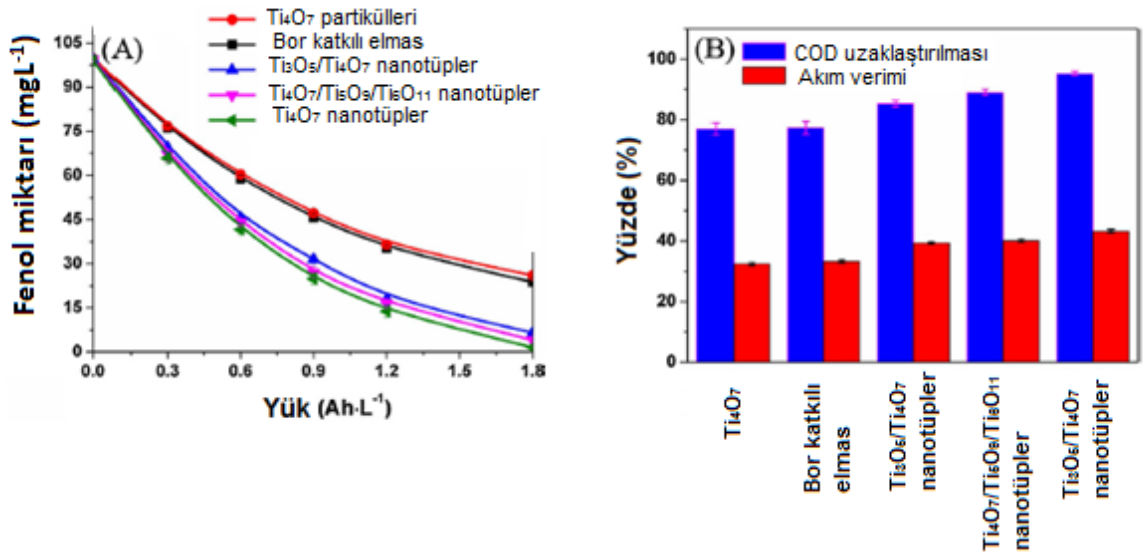 (A)
Ti₄O₇ partikülleri
Bor katkılı elmas
Ti₃O₅/Ti₄O₇ nanotüpler
Ti₄O₇/Ti₅O₉/Ti₆O₁₁ nanotüpler
Ti₄O₇ nanotüpler
Fenol miktarı (mgL⁻¹)
105
90
75
60
45
30
15
0
0.0 0.3 0.6 0.9 1.2 1.5 1.8
Yük (Ah·L⁻¹)
(B)
COD uzaklaştırılması
Akım verimi
Yüzde (%)
100
80
60
40
20
0
Ti₄O₇
Bor katkılı
elmas
Ti₃O₅/Ti₄O₇
nanotüpler
Ti₄O₇/Ti₅O₉/Ti₆O₁₁
nanotüpler
Ti₃O₅/Ti₄O₇
nanotüpler